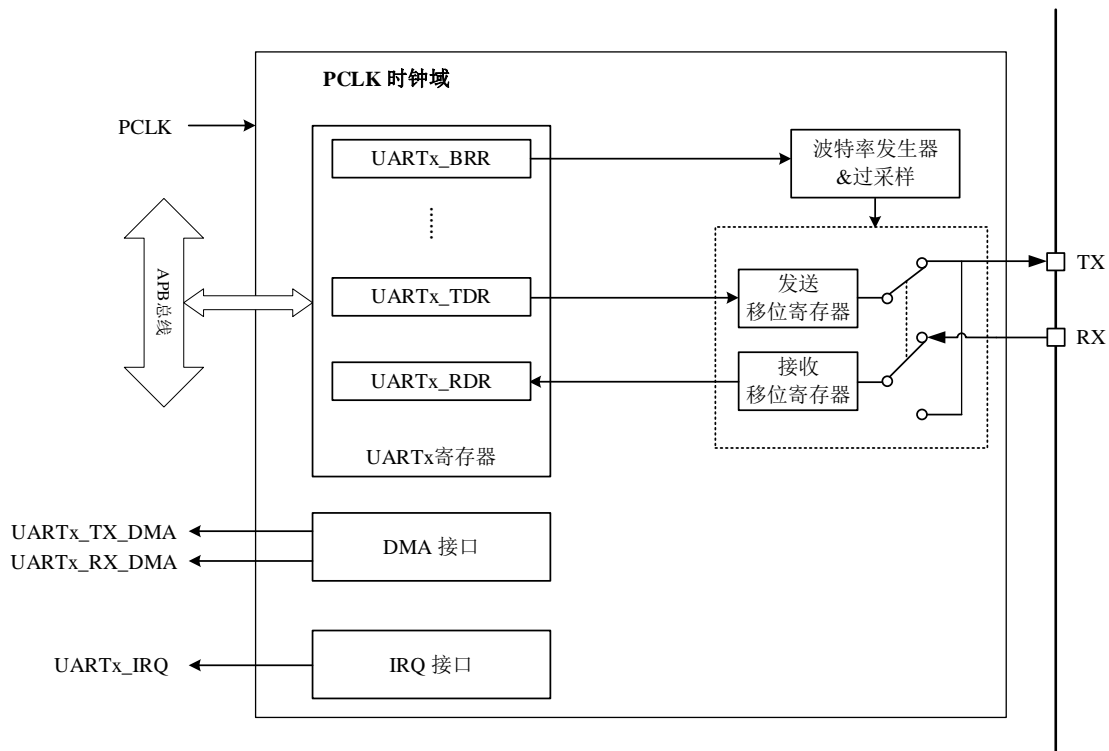 PCLK 时钟域
PCLK
UARTx_BRR
波特率发生器
&过采样
......
APB总线
UARTx_TDR
发送
移位寄存器
TX
RX
UARTx_RDR
接收
移位寄存器
UARTx寄存器
UARTx_TX_DMA
UARTx_RX_DMA
DMA 接口
UARTx_IRQ
IRQ 接口